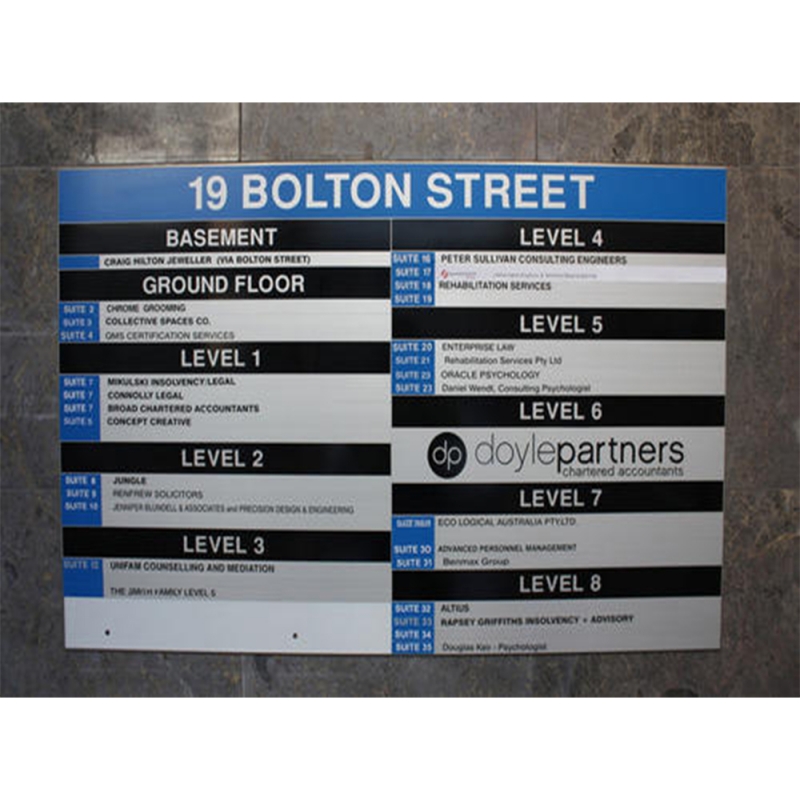 19 BOLTON STREET
BASEMENT
CRAIG HILTON JEWELLER (VIA BOLTON STREET)
GROUND FLOOR
SUITE 2 CHROME GROOMING
SUITE 3 COLLECTIVE SPACES CO.
SUITE 4 QMS CERTIFICATION SERVICES
LEVEL 1
SUITE 7 MIKULSKI INSOLVENCY LEGAL
SUITE 7 CONNOLLY LEGAL
SUITE 7 BROAD CHARTERED ACCOUNTANTS
SUITE 5 CONCEPT CREATIVE
LEVEL 2
SUITE 8 JUNGLE
SUITE 9 RENFREW SOLICITORS
SUITE 10 JENNIFER BLUNDELL & ASSOCIATES and PRECISION DESIGN & ENGINEERING
LEVEL 3
SUITE 12 UNIFAM COUNSELLING AND MEDIATION
THE SMITH FAMILY LEVEL 5
LEVEL 4
SUITE 16 PETER SULLIVAN CONSULTING ENGINEERS
SUITE 17
SUITE 18 REHABILITATION SERVICES
SUITE 19
LEVEL 5
SUITE 20 ENTERPRISE LAW
SUITE 21 Rehabilitation Services Pty Ltd
SUITE 23 ORACLE PSYCHOLOGY
SUITE 23 Daniel Wendt, Consulting Psychologist
LEVEL 6
dp doylepartners
chartered accountants
LEVEL 7
SUITE ECO LOGICAL AUSTRALIA PTY.LTD
SUITE 30 ADVANCED PERSONNEL MANAGEMENT
SUITE 31 Benmax Group
LEVEL 8
SUITE 32 ALTIUS
SUITE 33 RAPSEY GRIFFITHS INSOLVENCY + ADVISORY
SUITE 34
SUITE 35 Douglas Keir - Psychologist